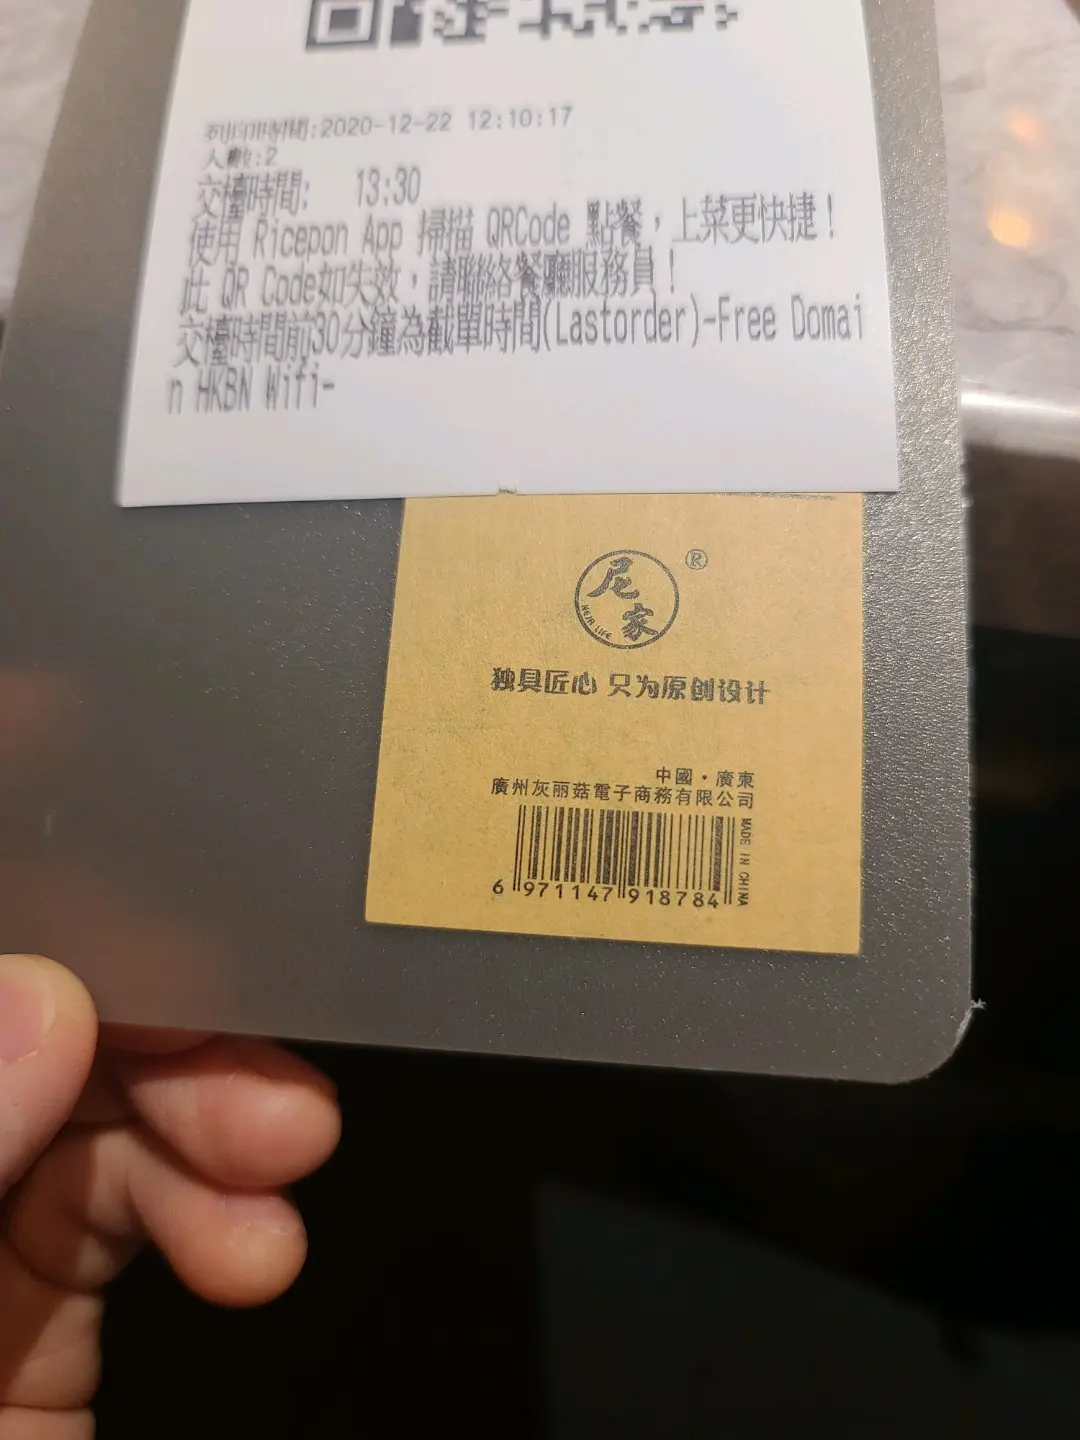 列印時間:2020-12-22 12:10:17
人數:2
交檯時間: 13:30
使用 Ricepon App 掃描 QRCode 點餐，上菜更快捷！
此 QR Code如失效，請聯絡餐廳服務員！
交檯時間前30分鐘為截單時間(Lastorder)-Free Domai
n HKBN Wifi-
尼家
®
独具匠心 只为原创设计
中國·廣東
廣州灰丽菇電子商務有限公司
MADE IN CHINA
6 971147 918784